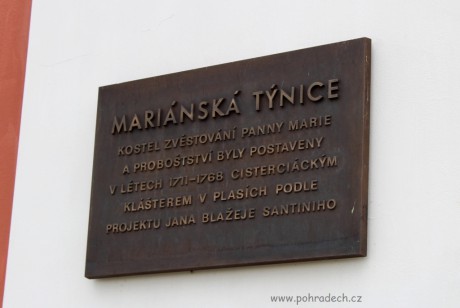 MARIÁNSKÁ TÝNICE
KOSTEL ZVĚSTOVÁNÍ PANNY MARIE
A PROBOŠTSTVÍ BYLY POSTAVENY
V LÉTECH 1711-1768 CISTERCIÁCKÝM
KLÁŠTEREM V PLASÍCH PODLE
PROJEKTU JANA BLAŽEJE SANTINIHO
www.pohradech.cz